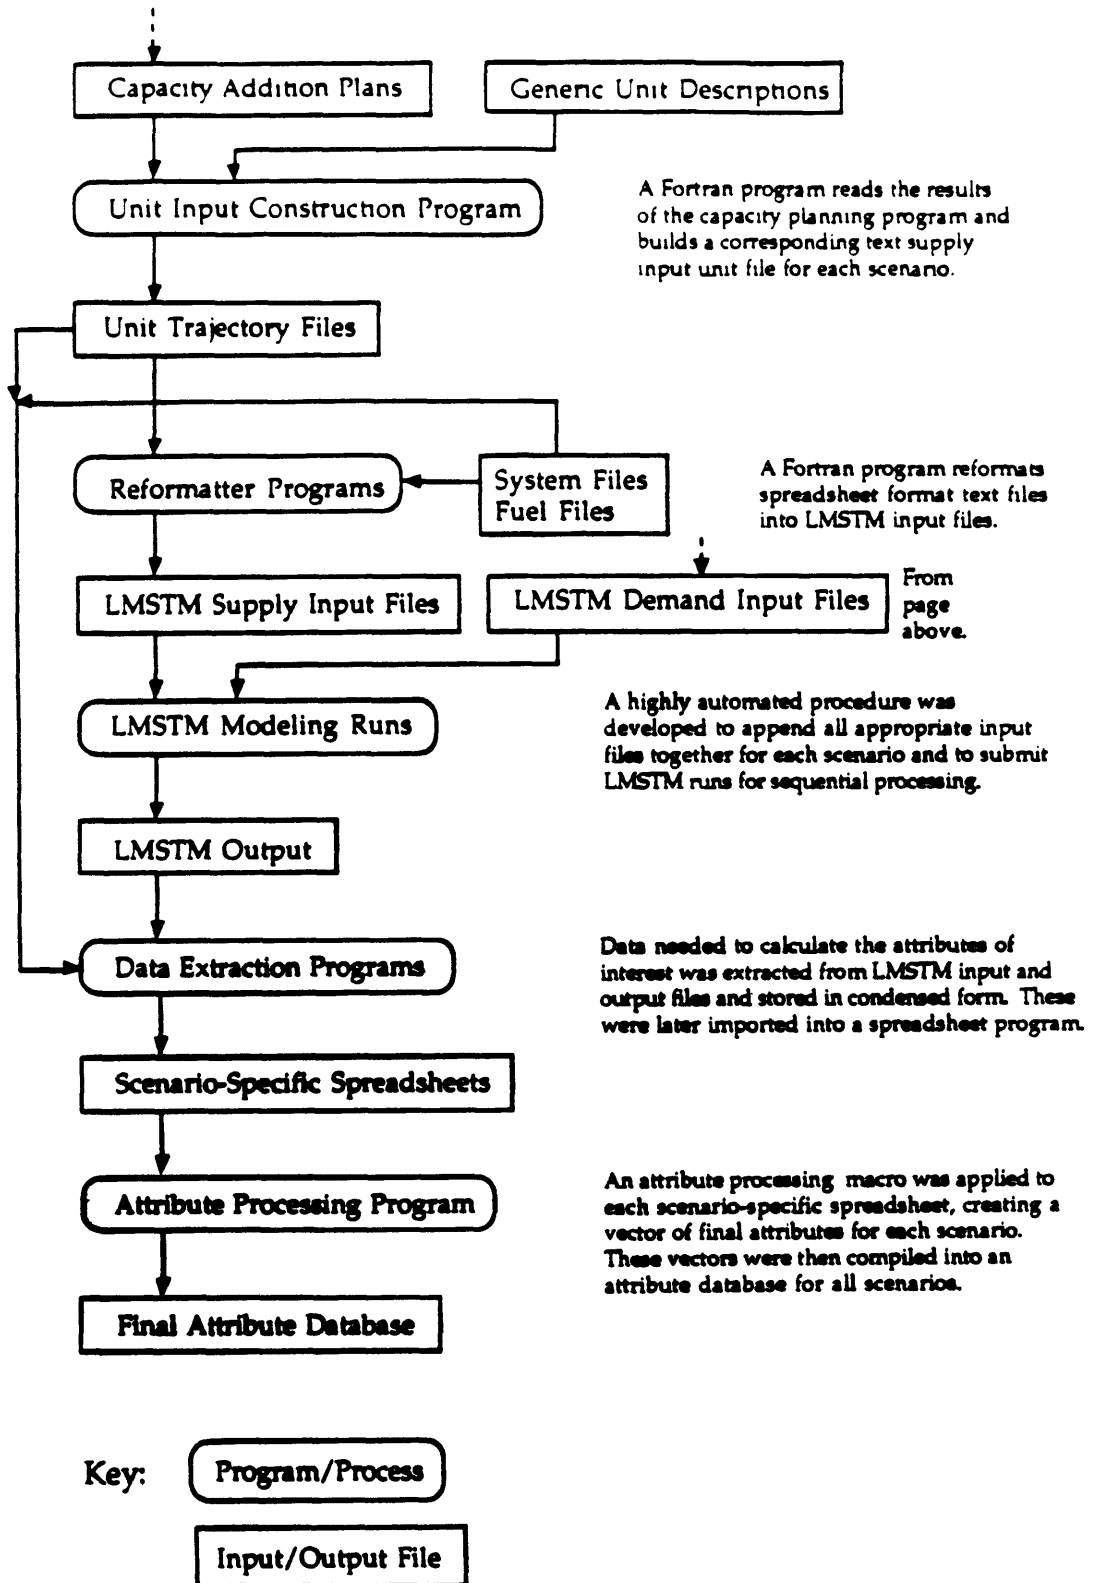 Capacity Addition Plans
Generic Unit Descriptions
Unit Input Construction Program
A Fortran program reads the results
of the capacity planning program and
builds a corresponding text supply
input unit file for each scenario.
Unit Trajectory Files
Reformatter Programs
System Files
Fuel Files
A Fortran program reformats
spreadsheet format text files
into LMSTM input files.
LMSTM Supply Input Files
LMSTM Demand Input Files
From
page
above.
LMSTM Modeling Runs
A highly automated procedure was
developed to append all appropriate input
files together for each scenario and to submit
LMSTM runs for sequential processing.
LMSTM Output
Data Extraction Programs
Data needed to calculate the attributes of
interest was extracted from LMSTM input and
output files and stored in condensed form. These
were later imported into a spreadsheet program.
Scenario-Specific Spreadsheets
Attribute Processing Program
An attribute processing macro was applied to
each scenario-specific spreadsheet, creating a
vector of final attributes for each scenario.
These vectors were then compiled into an
attribute database for all scenarios.
Final Attribute Database
Key:
Program/Process
Input/Output File